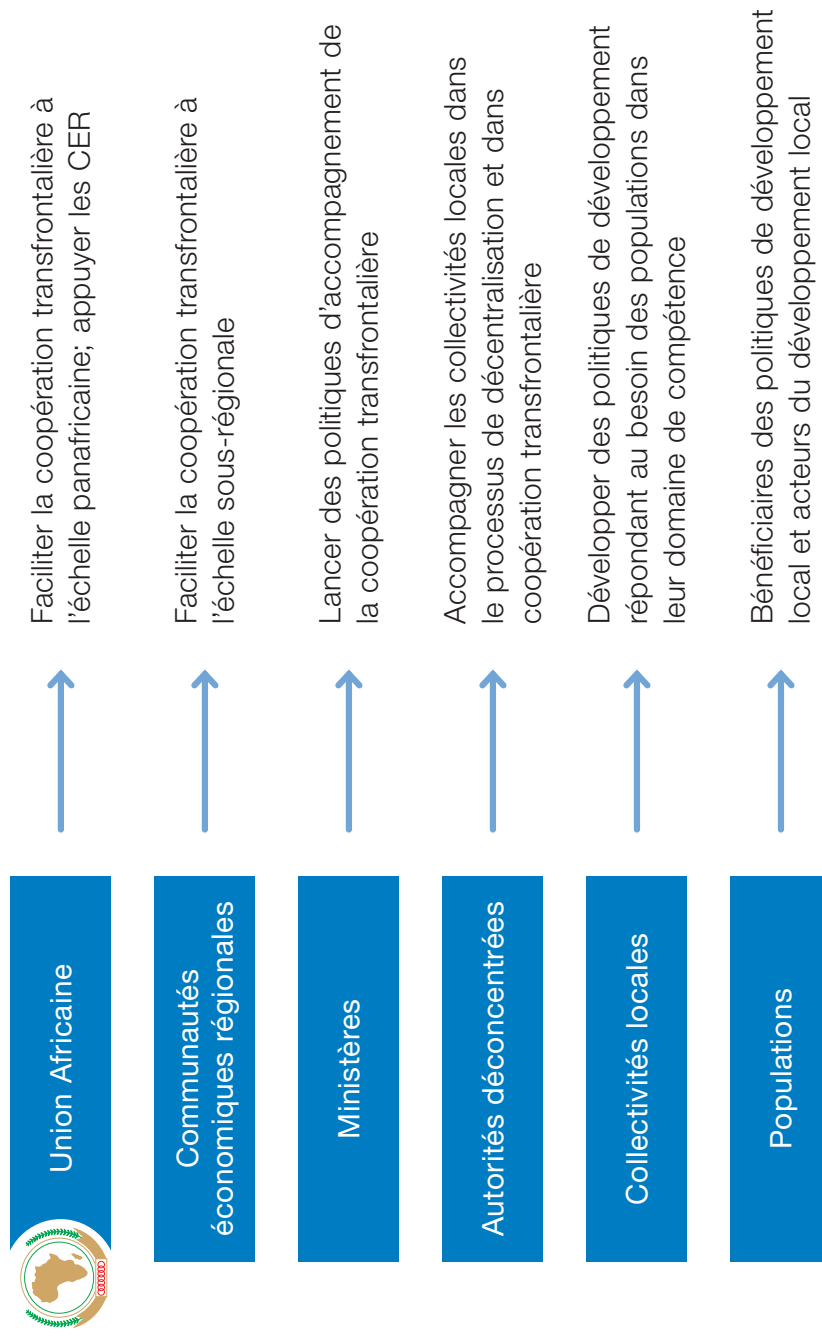 Union Africaine
Faciliter la coopération transfrontalière à
l'échelle panafricaine; appuyer les CER
Communautés
économiques régionales
Faciliter la coopération transfrontalière à
l'échelle sous-régionale
Ministères
Lancer des politiques d'accompagnement de
la coopération transfrontalière
Autorités déconcentrées
Accompagner les collectivités locales dans
le processus de décentralisation et dans
coopération transfrontalière
Collectivités locales
Développer des politiques de développement
répondant au besoin des populations dans
leur domaine de compétence
Populations
Bénéficiaires des politiques de développement
local et acteurs du développement local